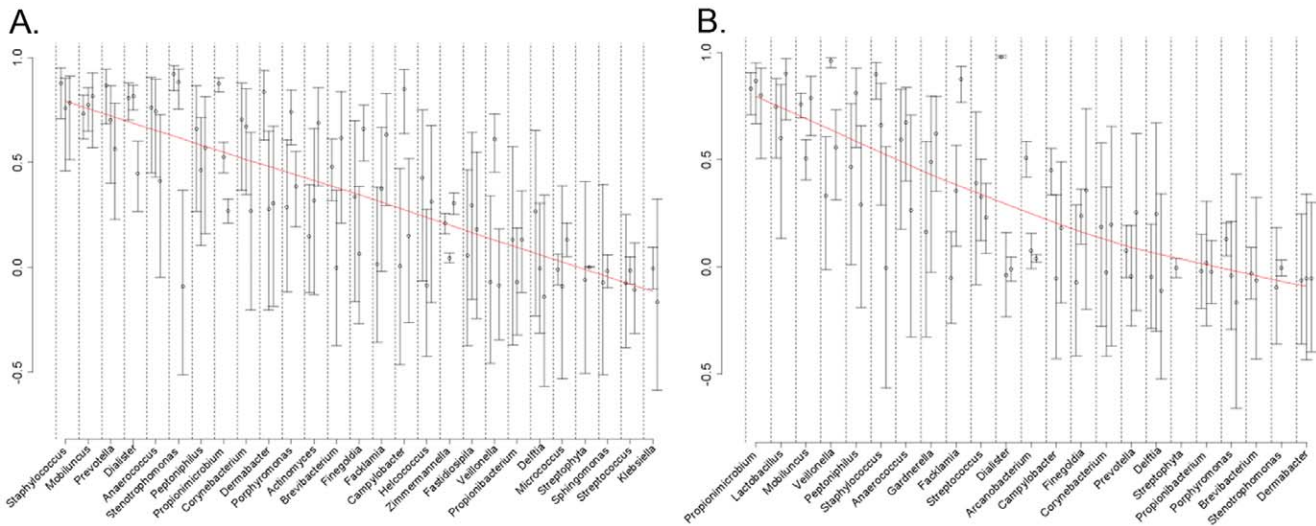 A.
1.0
0.5
0.0
-0.5
Staphylococcus
Mobiluncus
Prevotella
Dialister
Anaerococcus
Stenotrophomonas
Peptoniphilus
Propionimicrobium
Corynebacterium
Dermabacter
Porphyromonas
Achnomyces
Brevibacterium
Finegoldia
Facklamia
Campylobacter
Helcococcus
Zimmermannella
Fastidiosipila
Veillonella
Propionibacterium
Delftia
Micrococcus
Streptophyta
Sphingomonas
Streptococcus
Klebsiella
B.
1.0
0.5
0.0
-0.5
Propionimicrobium
Lactobacillus
Mobiluncus
Veillonella
Peptoniphilus
Staphylococcus
Anaerococcus
Gardnerella
Facklamia
Streptococcus
Dialister
Arcanobacterium
Campylobacter
Finegoldia
Corynebacterium
Prevotella
Delftia
Streptophyta
Propionibacterium
Porphyromonas
Brevibacterium
Stenotrophomonas
Dermabacter